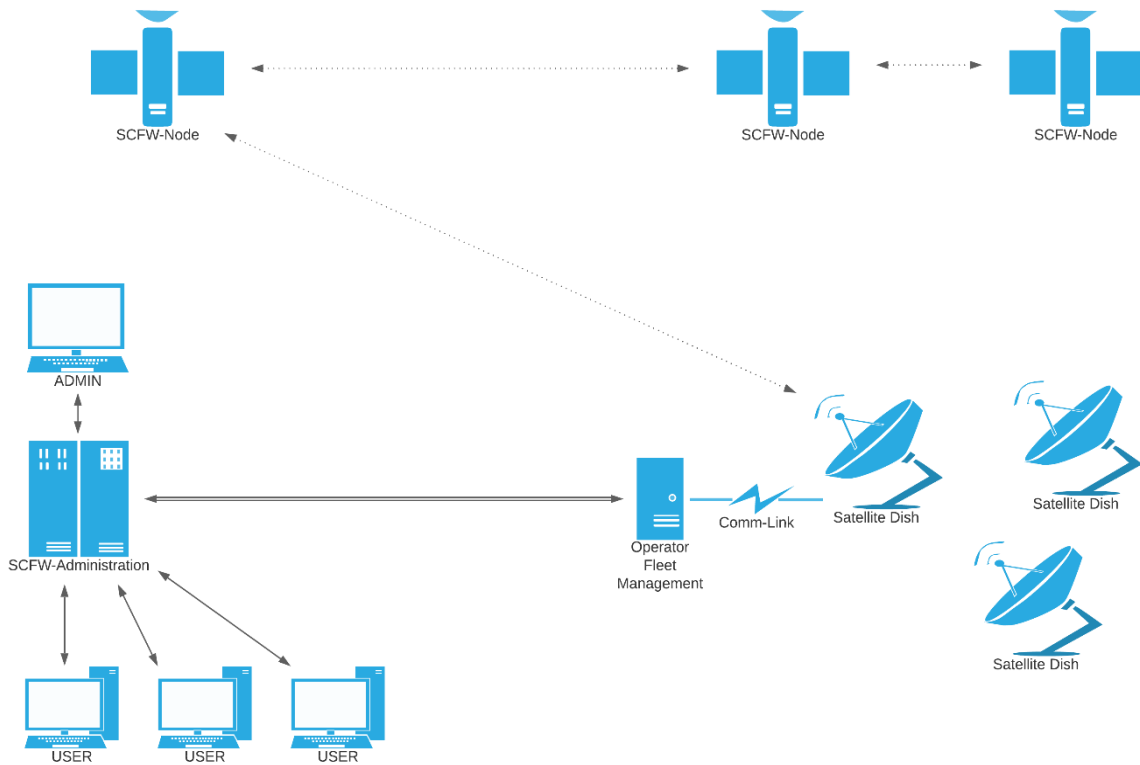 SCFW-Node
SCFW-Node
SCFW-Node
ADMIN
SCFW-Administration
Operator
Fleet
Management
Comm-Link
Satellite Dish
Satellite Dish
Satellite Dish
USER
USER
USER